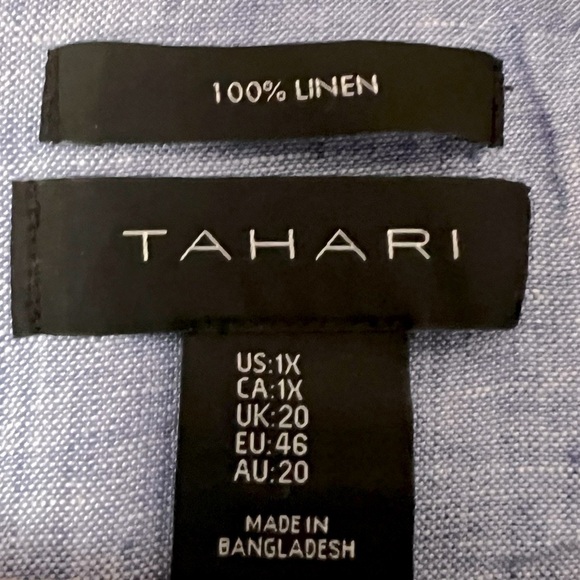 100% LINEN
TAHARI
US:1X
CA:1X
UK:20
EU:46
AU:20
MADE IN
BANGLADESH